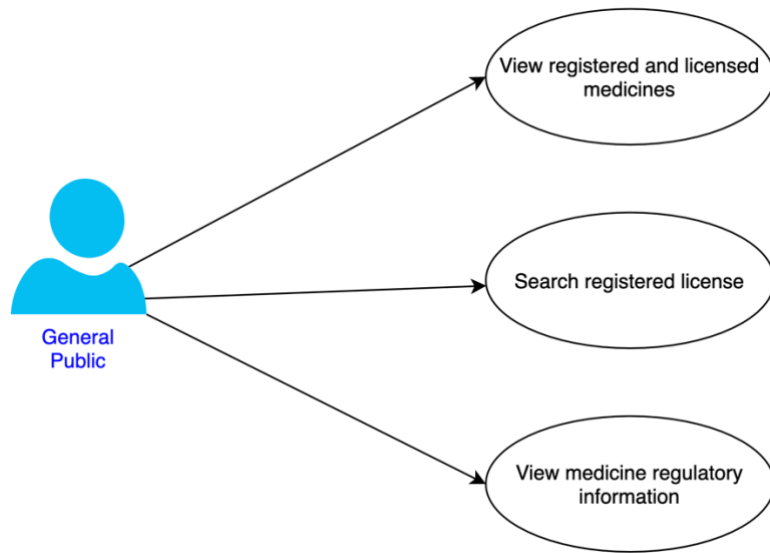 View registered and licensed
medicines
Search registered license
General
Public
View medicine regulatory
information